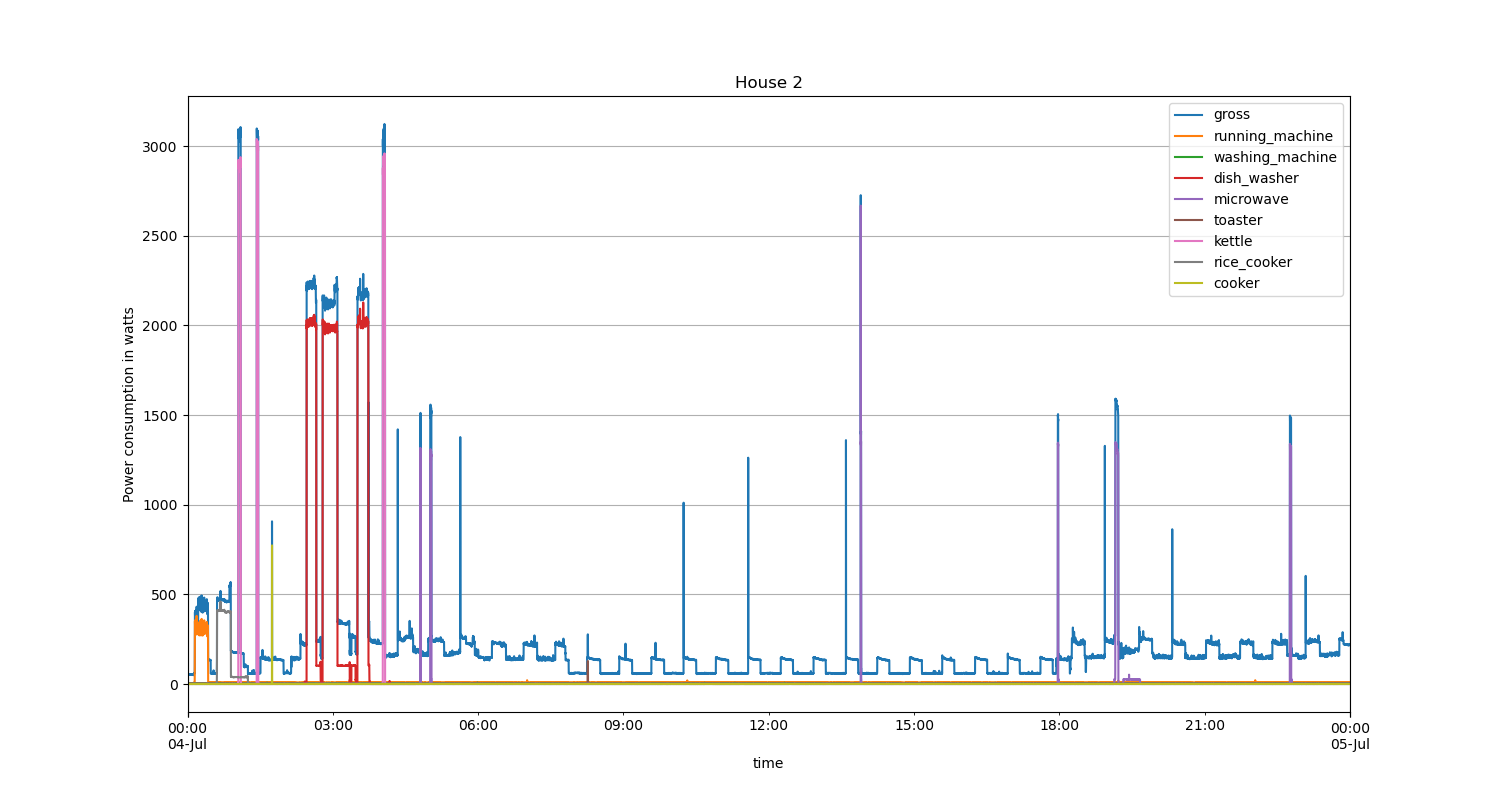 House 2
gross
running_machine
washing_machine
dish_washer
microwave
toaster
kettle
rice_cooker
cooker
Power consumption in watts
3000
2500
2000
1500
1000
500
0
00:00
04-Jul
03:00
06:00
09:00
12:00
15:00
18:00
21:00
00:00
05-Jul
time